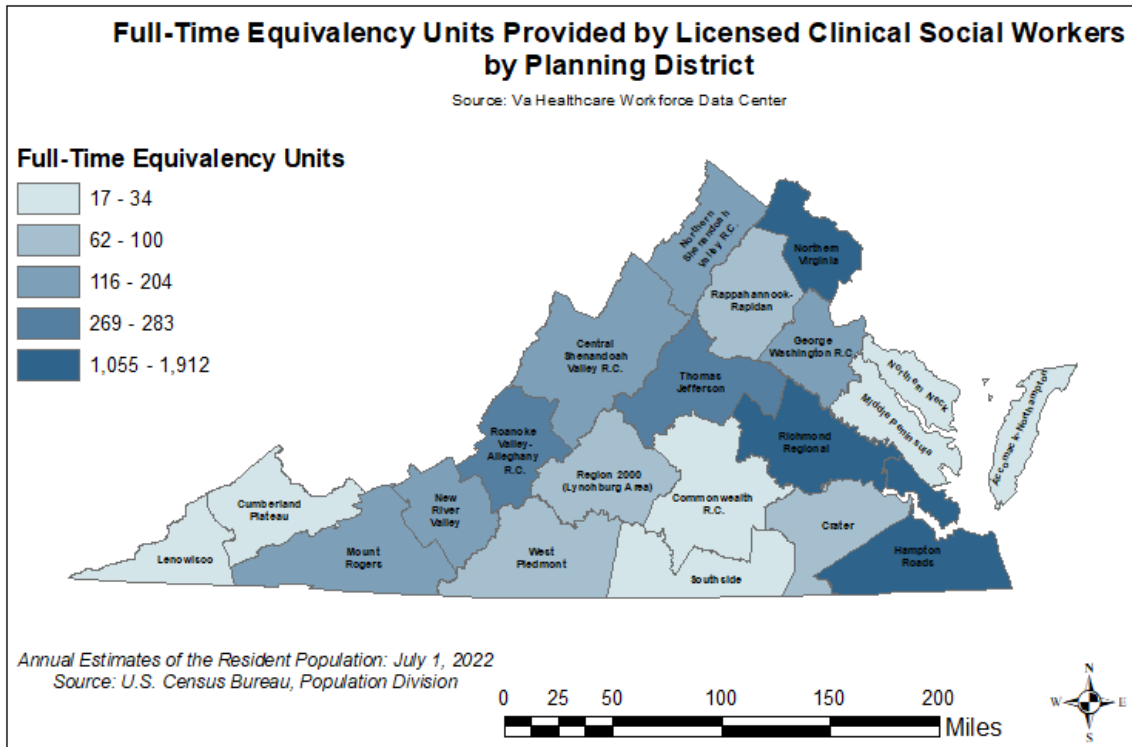 Full-Time Equivalency Units Provided by Licensed Clinical Social Workers
by Planning District
Source: Va Healthcare Workforce Data Center
Full-Time Equivalency Units
17 - 34
62 - 100
116 - 204
269 - 283
1,055 - 1,912
Northern
Shenandoah
Valley R.C.
Northern
Virginia
Rappahannock-
Rapidan
Central
Shenandoah
Valley R.C.
George
Washington R.C.
Northern Neck
Thomas
Jefferson
Middle Peninsula
Accomack-Northampton
Roanoke
Valley-
Alleghany
R.C.
Richmond
Regional
Region 2000
(Lynchburg Area)
Commonwealth
R.C.
Cumberland
Plateau
New
River
Valley
Crater
Lenowisco
Mount
Rogers
West
Piedmont
Southside
Hampton
Roads
Annual Estimates of the Resident Population: July 1, 2022
Source: U.S. Census Bureau, Population Division
0 25 50 100 150 200
Miles
N
W E
S